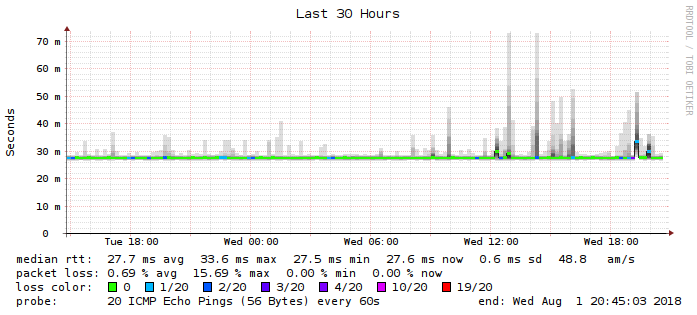 Last 30 Hours
RRDTOOL / TOBI OETIKER
Seconds
70 m
60 m
50 m
40 m
30 m
20 m
10 m
0
Tue 18:00 Wed 00:00 Wed 06:00 Wed 12:00 Wed 18:00
median rtt: 27.7 ms avg 33.6 ms max 27.5 ms min 27.6 ms now 0.6 ms sd 48.8 am/s
packet loss: 0.69 % avg 15.69 % max 0.00 % min 0.00 % now
loss color: 0 1/20 2/20 3/20 4/20 10/20 19/20
probe: 20 ICMP Echo Pings (56 Bytes) every 60s end: Wed Aug 1 20:45:03 2018